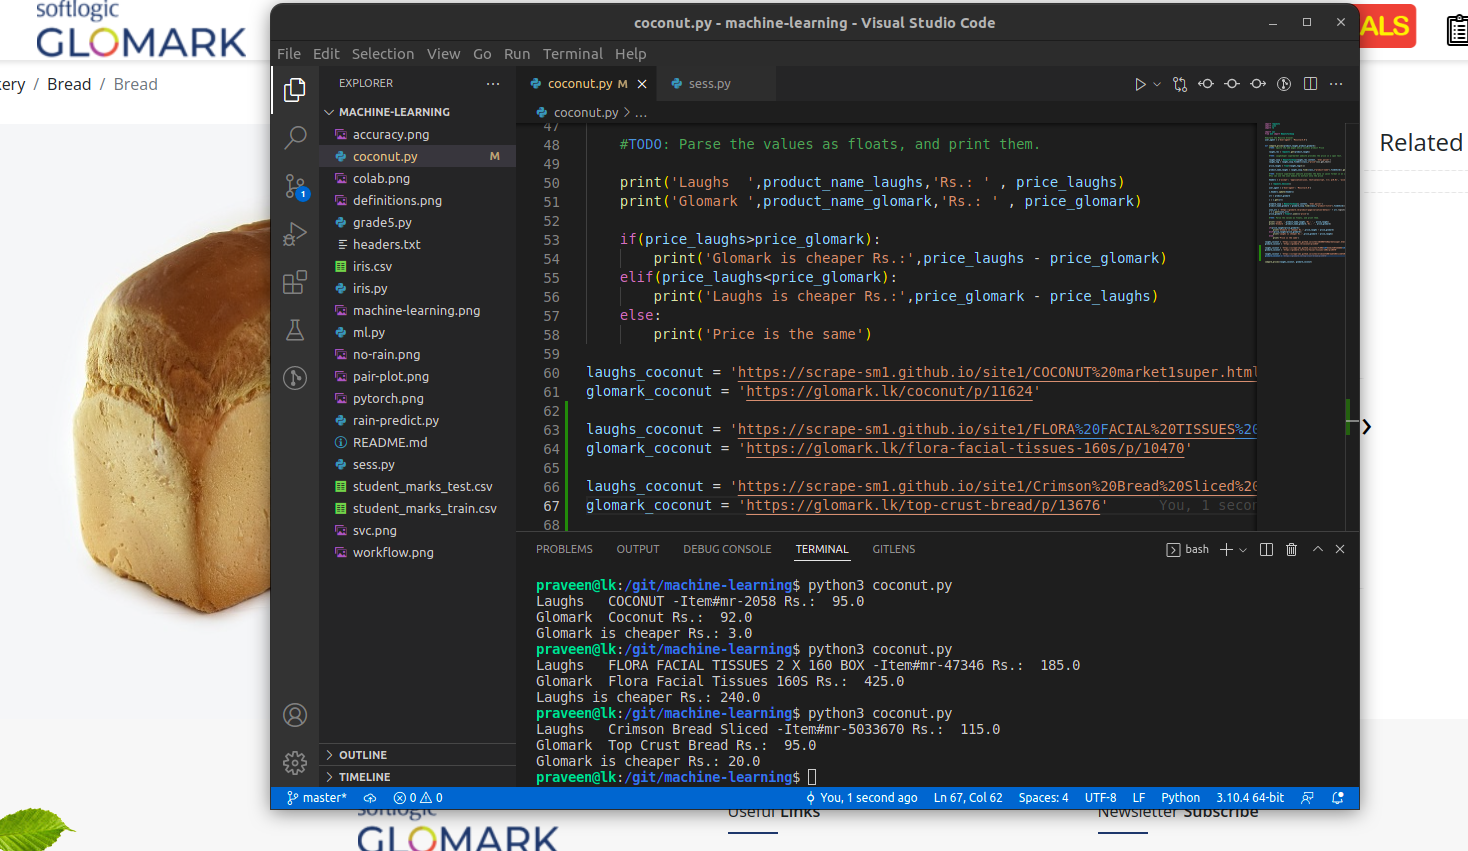 softlogic
GLOMARK
ery / Bread / Bread
ALS
Related
coconut.py - machine-learning - Visual Studio Code
File Edit Selection View Go Run Terminal Help
EXPLORER
MACHINE-LEARNING
accuracy.png
coconut.py M
colab.png
definitions.png
grade5.py
headers.txt
iris.csv
iris.py
machine-learning.png
ml.py
no-rain.png
pair-plot.png
pytorch.png
rain-predict.py
README.md
sess.py
student_marks_test.csv
student_marks_train.csv
svc.png
workflow.png
OUTLINE
TIMELINE
1
coconut.py M sess.py
coconut.py > ...
47
48 #TODO: Parse the values as floats, and print them.
49
50 print('Laughs  ',product_name_laughs,'Rs.: ' , price_laughs)
51 print('Glomark ',product_name_glomark,'Rs.: ' , price_glomark)
52
53 if(price_laughs>price_glomark):
54 print('Glomark is cheaper Rs.:',price_laughs - price_glomark)
55 elif(price_laughs<price_glomark):
56 print('Laughs is cheaper Rs.:',price_glomark - price_laughs)
57 else:
58 print('Price is the same')
59
60 laughs_coconut = 'https://scrape-sm1.github.io/site1/COCONUT%20market1super.html
61 glomark_coconut = 'https://glomark.lk/coconut/p/11624'
62
63 laughs_coconut = 'https://scrape-sm1.github.io/site1/FLORA%20FACIAL%20TISSUES%20
64 glomark_coconut = 'https://glomark.lk/flora-facial-tissues-160s/p/10470'
65
66 laughs_coconut = 'https://scrape-sm1.github.io/site1/Crimson%20Bread%20Sliced%20
67 glomark_coconut = 'https://glomark.lk/top-crust-bread/p/13676' You, 1 secon
68
PROBLEMS OUTPUT DEBUG CONSOLE TERMINAL GITLENS bash
praveen@lk:/git/machine-learning$ python3 coconut.py
Laughs   COCONUT -Item#mr-2058 Rs.:  95.0
Glomark  Coconut Rs.:  92.0
Glomark is cheaper Rs.: 3.0
praveen@lk:/git/machine-learning$ python3 coconut.py
Laughs   FLORA FACIAL TISSUES 2 X 160 BOX -Item#mr-47346 Rs.:  185.0
Glomark  Flora Facial Tissues 160S Rs.:  425.0
Laughs is cheaper Rs.: 240.0
praveen@lk:/git/machine-learning$ python3 coconut.py
Laughs   Crimson Bread Sliced -Item#mr-5033670 Rs.:  115.0
Glomark  Top Crust Bread Rs.:  95.0
Glomark is cheaper Rs.: 20.0
praveen@lk:/git/machine-learning$
master* 0 0 You, 1 second ago Ln 67, Col 62 Spaces: 4 UTF-8 LF Python 3.10.4 64-bit
softlogic
GLOMARK
Useful Links
Newsletter Subscribe